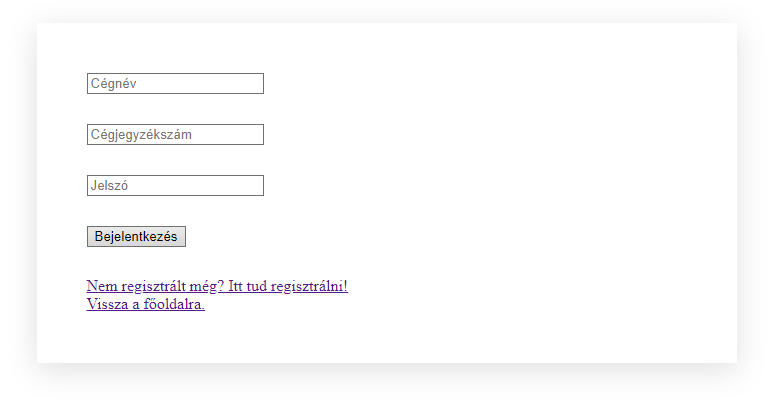 Cégnév
Cégjegyzékszám
Jelszó
Bejelentkezés
Nem regisztrált még? Itt tud regisztrálni!
Vissza a főoldalra.